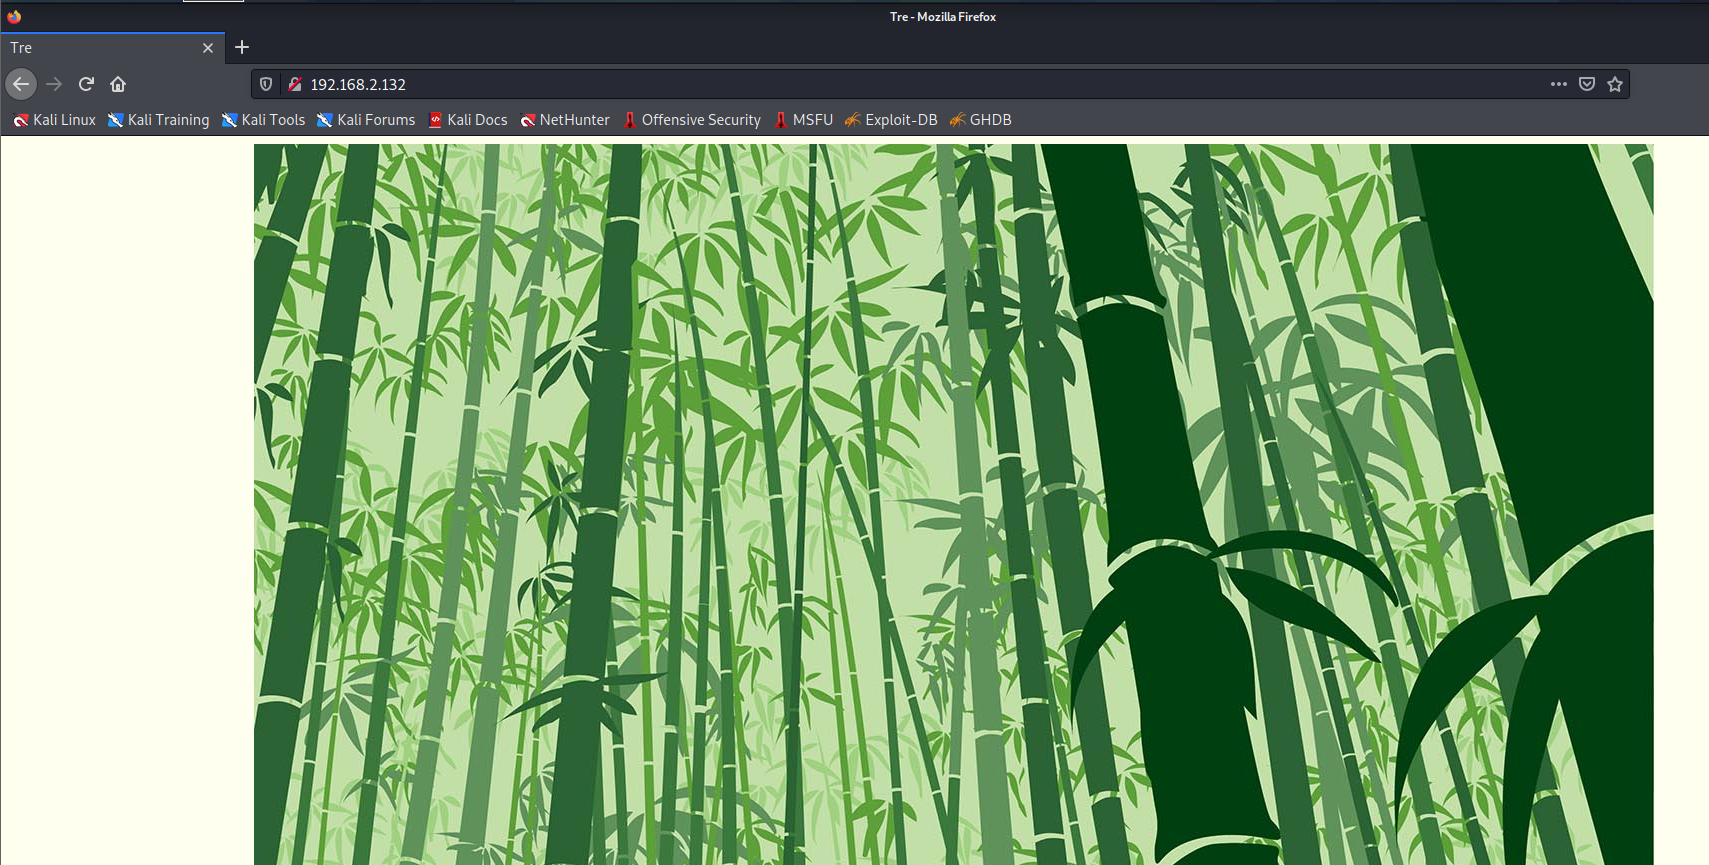 Tre - Mozilla Firefox
Tre
192.168.2.132
Kali Linux Kali Training Kali Tools Kali Forums Kali Docs NetHunter Offensive Security MSFU Exploit-DB GHDB